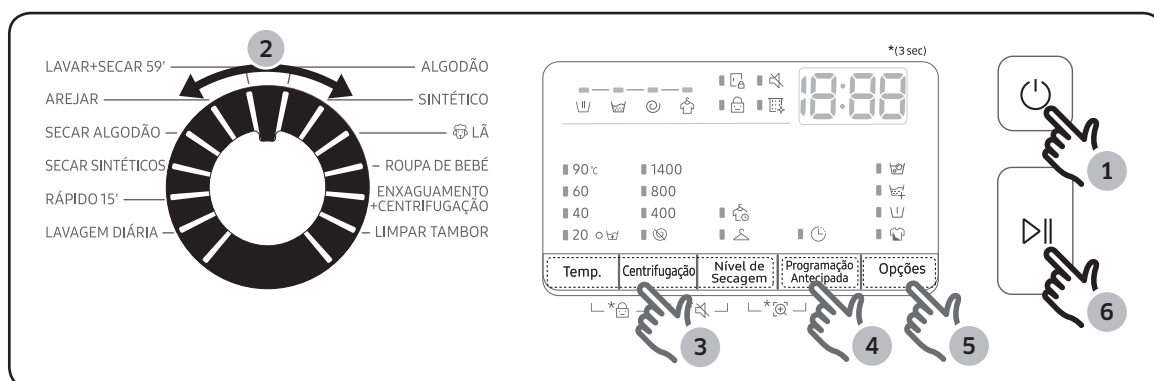 *(3 sec)
2
LAVAR+SECAR 59'
ALGODÃO
AREJAR
SINTÉTICO
SECAR ALGODÃO
LÃ
SECAR SINTÉTICOS
ROUPA DE BEBÉ
RÁPIDO 15'
ENXAGUAMENTO
+CENTRIFUGAÇÃO
LAVAGEM DIÁRIA
LIMPAR TAMBOR
18:88
1
90℃
1400
60
800
40
400
20
Temp.
Centrifugação
Nível de
Secagem
Programação
Antecipada
Opções
*
*
3
4
5
6